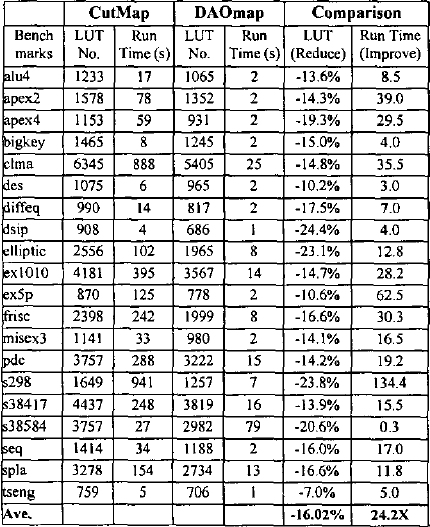 CutMap DAOmap Comparison
Bench marks LUT No. Run Time (s) LUT No. Run Time (s) LUT (Reduce) Run Time (Improve)
alu4 1233 17 1065 2 -13.6% 8.5
apex2 1578 78 1352 2 -14.3% 39.0
apex4 1153 59 931 2 -19.3% 29.5
bigkey 1465 8 1245 2 -15.0% 4.0
clma 6345 888 5405 25 -14.8% 35.5
des 1075 6 965 2 -10.2% 3.0
diffeq 990 14 817 2 -17.5% 7.0
dsip 908 4 686 1 -24.4% 4.0
elliptic 2556 102 1965 8 -23.1% 12.8
ex1010 4181 395 3567 14 -14.7% 28.2
ex5p 870 125 778 2 -10.6% 62.5
frisc 2398 242 1999 8 -16.6% 30.3
misex3 1141 33 980 2 -14.1% 16.5
pdc 3757 288 3222 15 -14.2% 19.2
s298 1649 941 1257 7 -23.8% 134.4
s38417 4437 248 3819 16 -13.9% 15.5
s38584 3757 27 2982 79 -20.6% 0.3
seq 1414 34 1188 2 -16.0% 17.0
spla 3278 154 2734 13 -16.6% 11.8
tseng 759 5 706 1 -7.0% 5.0
Ave. -16.02% 24.2X